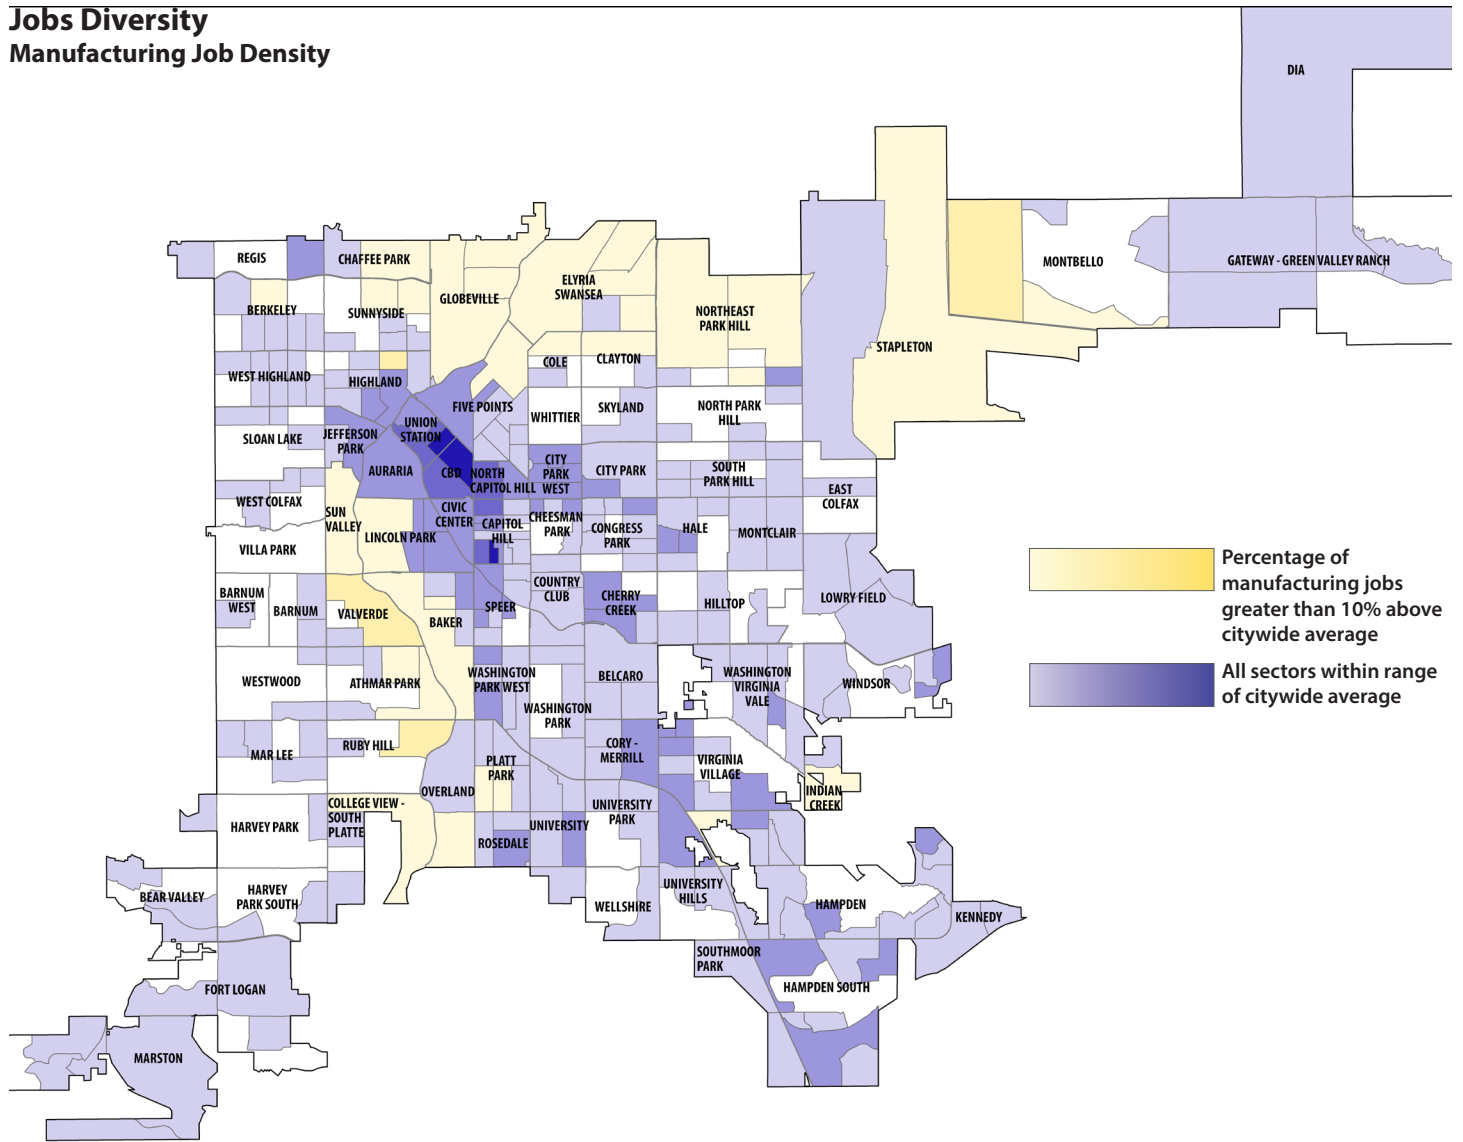 Jobs Diversity
Manufacturing Job Density
DIA
REGIS
CHAFFEE PARK
BERKELEY
SUNNYSIDE
GLOBEVILLE
ELYRIA
SWANSEA
NORTHEAST
PARK HILL
STAPLETON
MONTBELLO
GATEWAY - GREEN VALLEY RANCH
WEST HIGHLAND
HIGHLAND
COLE
CLAYTON
FIVE POINTS
WHITTIER
SKYLAND
NORTH PARK
HILL
SLOAN LAKE
JEFFERSON
PARK
UNION
STATION
AURARIA
CBD
NORTH
CAPITOL HILL
CITY
PARK
WEST
CITY PARK
SOUTH
PARK HILL
EAST
COLFAX
WEST COLFAX
SUN
VALLEY
LINCOLN PARK
CIVIC
CENTER
CAPITOL
HILL
CHEESMAN
PARK
CONGRESS
PARK
HALE
MONTCLAIR
VILLA PARK
BARNUM
WEST
BARNUM
VALVERDE
BAKER
SPEER
COUNTRY
CLUB
CHERRY
CREEK
HILLTOP
LOWRY FIELD
Percentage of
manufacturing jobs
greater than 10% above
citywide average
All sectors within range
of citywide average
WESTWOOD
ATHMAR PARK
WASHINGTON
PARK WEST
WASHINGTON
PARK
BELCARO
WASHINGTON
VIRGINIA
VALE
WINDSOR
MAR LEE
RUBY HILL
OVERLAND
PLATT
PARK
CORY -
MERRILL
VIRGINIA
VILLAGE
INDIAN
CREEK
HARVEY PARK
COLLEGE VIEW -
SOUTH
PLATTE
ROSEDALE
UNIVERSITY
UNIVERSITY
PARK
BEAR VALLEY
HARVEY
PARK SOUTH
WELLSHIRE
UNIVERSITY
HILLS
HAMPDEN
KENNEDY
SOUTHMOOR
PARK
HAMPDEN SOUTH
FORT LOGAN
MARSTON